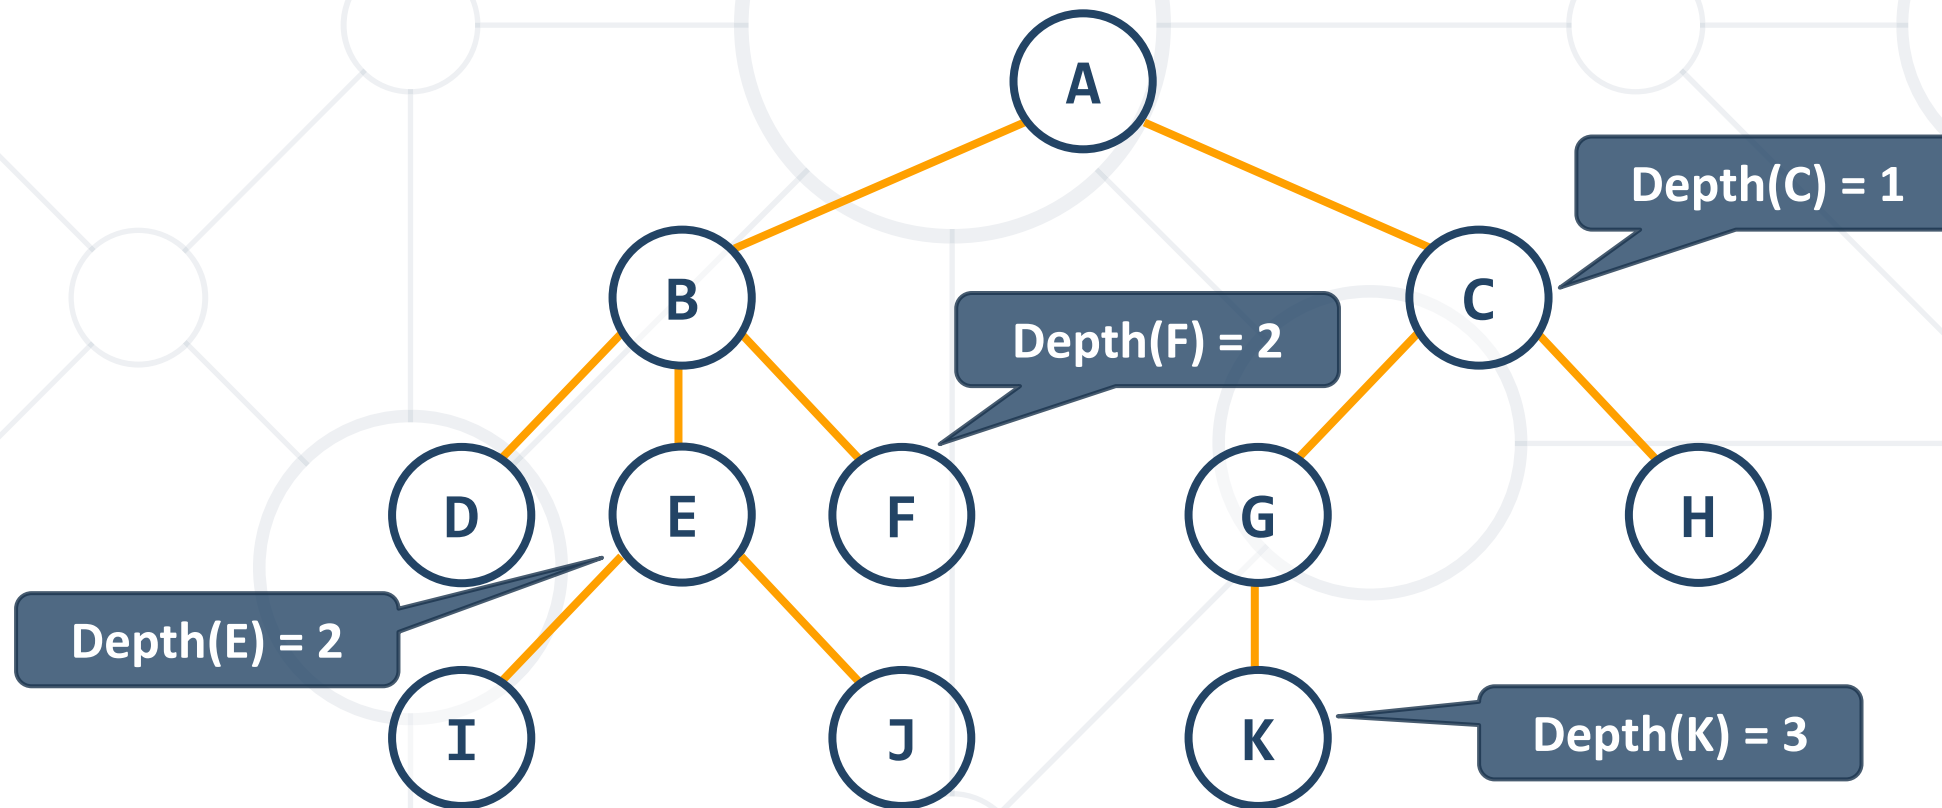 A
Depth(C) = 1
B
C
Depth(F) = 2
D
E
F
G
H
Depth(E) = 2
I
J
K
Depth(K) = 3